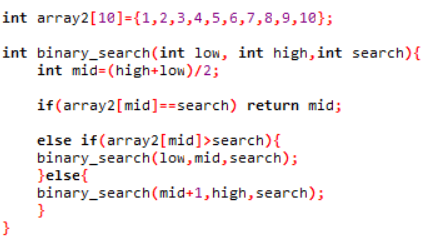 int array2[10]={1,2,3,4,5,6,7,8,9,10};
int binary_search(int low, int high,int search){
int mid=(high+low)/2;
if(array2[mid]==search) return mid;
else if(array2[mid]>search){
binary_search(low,mid,search);
}else{
binary_search(mid+1,high,search);
}
}